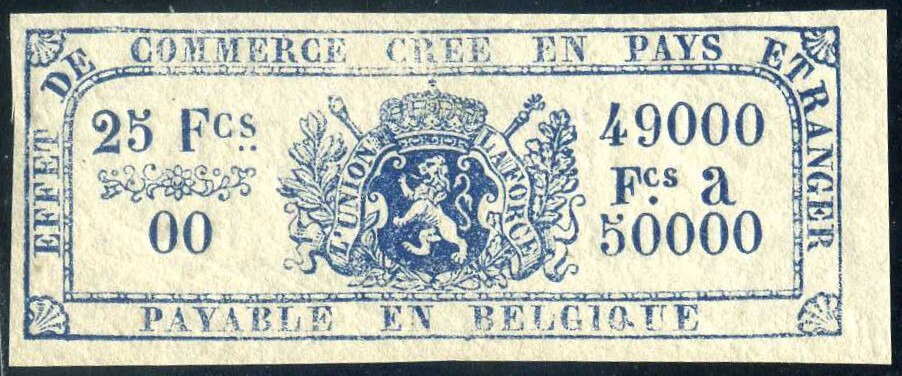 EFFET DE COMMERCE CREE EN PAYS ETRANGER
25 Fcs
00
L'UNION FAIT LA FORCE
49000
Fcs a
50000
PAYABLE EN BELGIQUE